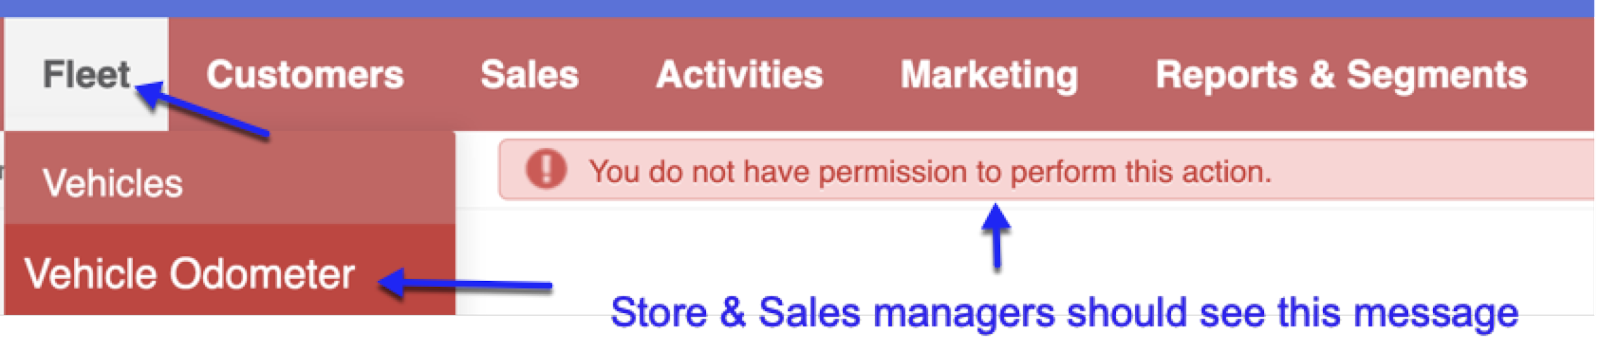 Fleet Customers Sales Activities Marketing Reports & Segments
Vehicles
You do not have permission to perform this action.
Vehicle Odometer
Store & Sales managers should see this message